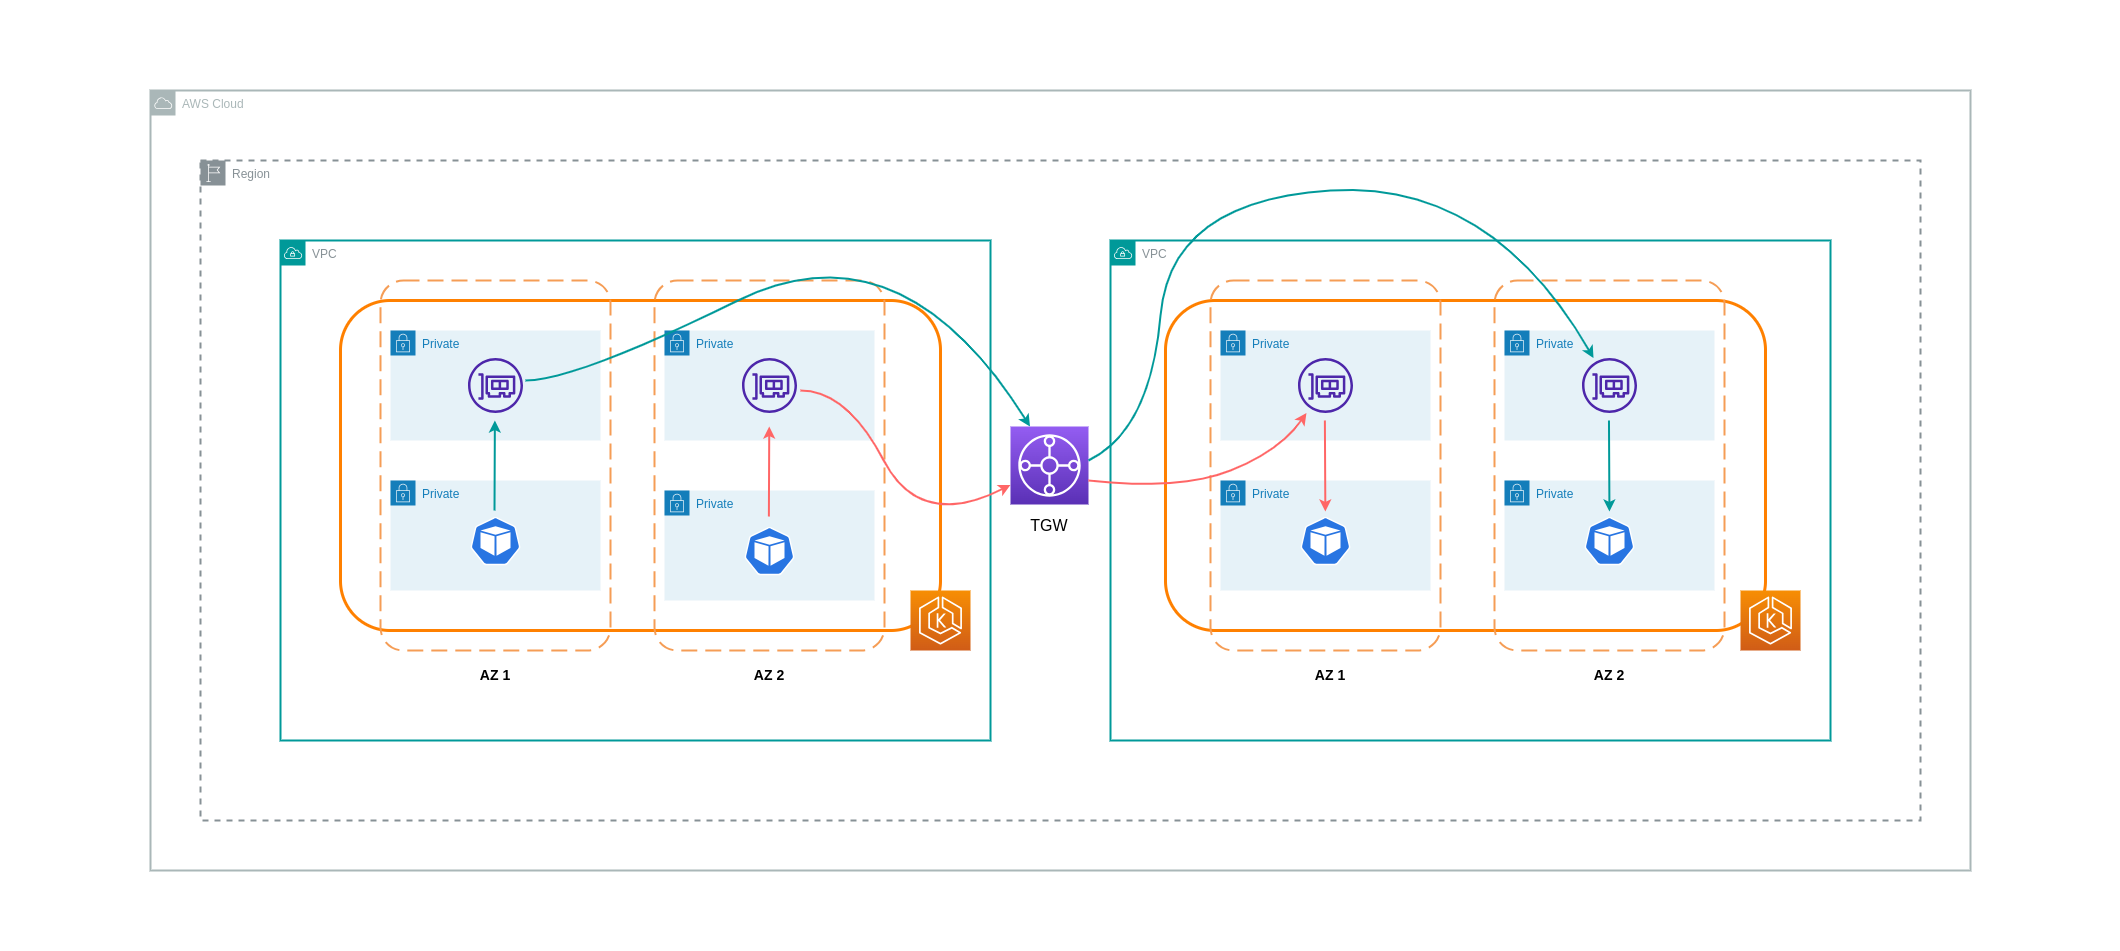 AWS Cloud
Region
VPC
VPC
Private
Private
Private
Private
Private
Private
Private
Private
TGW
K
K
AZ 1
AZ 2
AZ 1
AZ 2